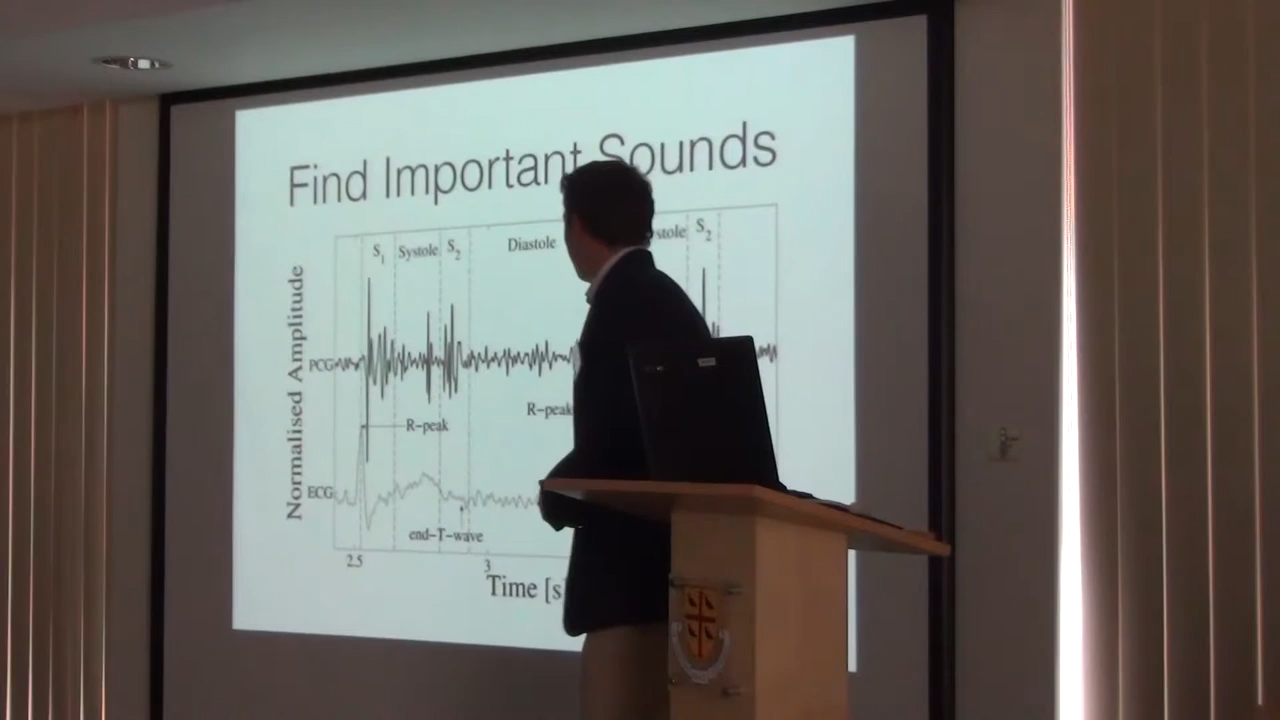 Find Important Sounds
S1 Systole S2 Diastole stole S2
Normalised Amplitude
PCG
R-peak
R-peak
ECG
end-T-wave
2.5 3
Time [s